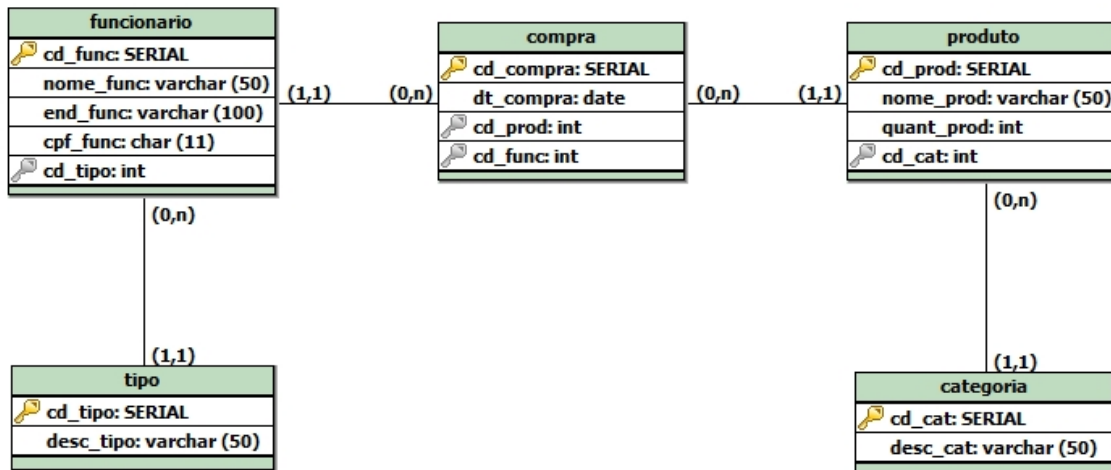 funcionario
cd_func: SERIAL
nome_func: varchar (50)
end_func: varchar (100)
cpf_func: char (11)
cd_tipo: int
(1,1)
(0,n)
compra
cd_compra: SERIAL
dt_compra: date
cd_prod: int
cd_func: int
(0,n)
(1,1)
produto
cd_prod: SERIAL
nome_prod: varchar (50)
quant_prod: int
cd_cat: int
(0,n)
(1,1)
tipo
cd_tipo: SERIAL
desc_tipo: varchar (50)
(0,n)
(1,1)
categoria
cd_cat: SERIAL
desc_cat: varchar (50)